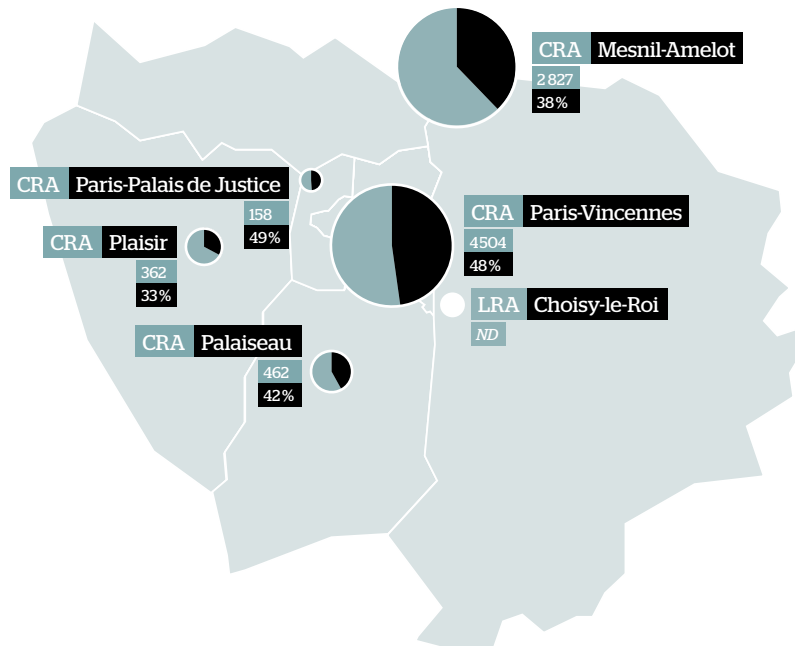 CRA Mesnil-Amelot
2 827
38%
CRA Paris-Palais de Justice
158
49%
CRA Paris-Vincennes
4504
48%
CRA Plaisir
362
33%
LRA Choisy-le-Roi
ND
CRA Palaiseau
462
42%